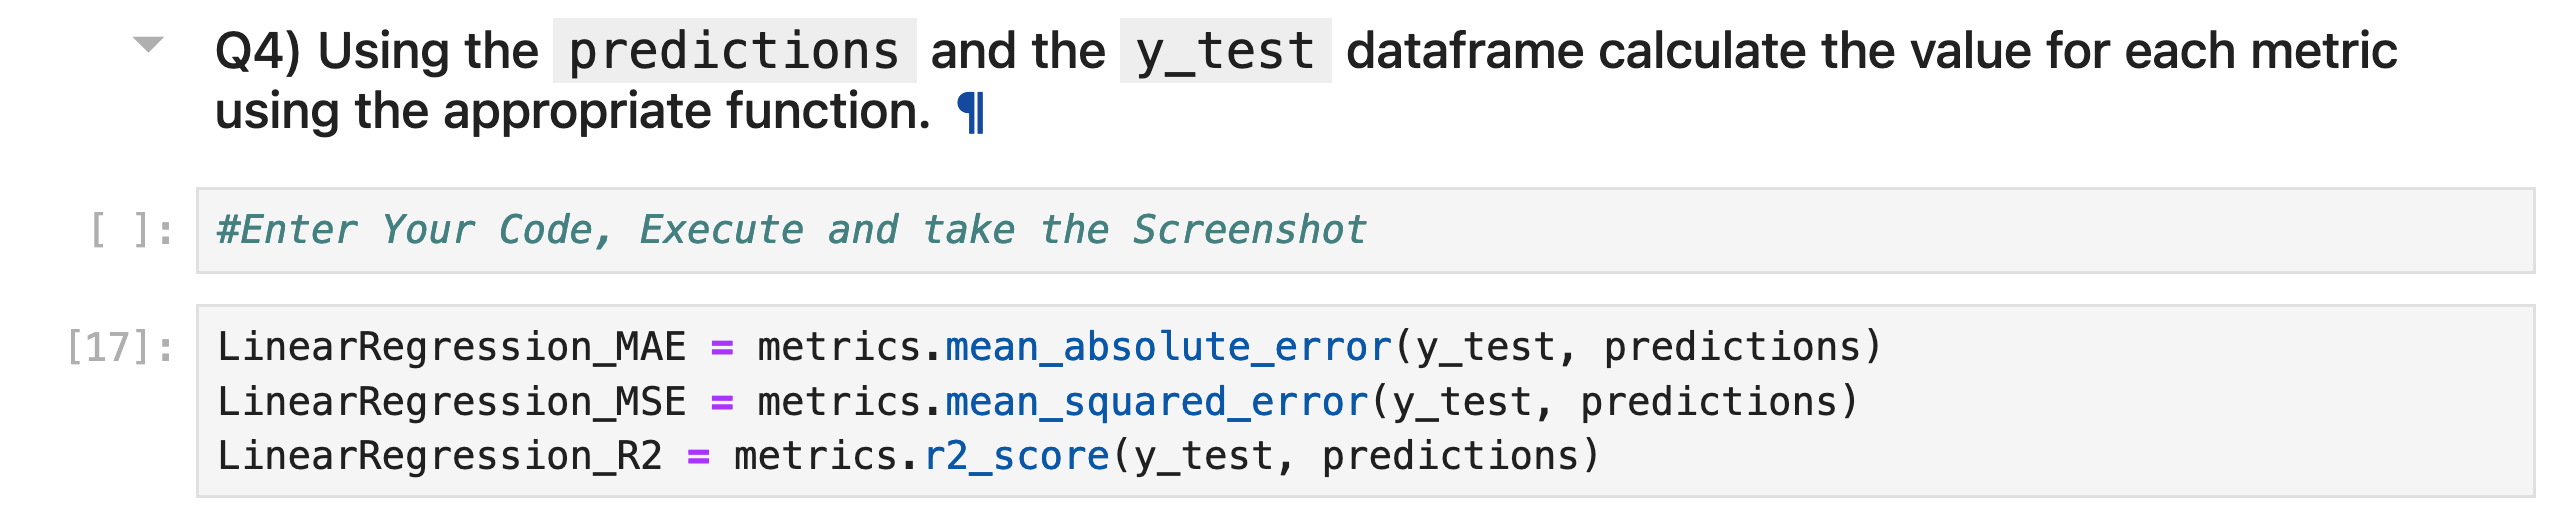 Q4) Using the predictions and the y_test dataframe calculate the value for each metric
using the appropriate function. ¶
[ ]: #Enter Your Code, Execute and take the Screenshot
[17]: LinearRegression_MAE = metrics.mean_absolute_error(y_test, predictions)
LinearRegression_MSE = metrics.mean_squared_error(y_test, predictions)
LinearRegression_R2 = metrics.r2_score(y_test, predictions)